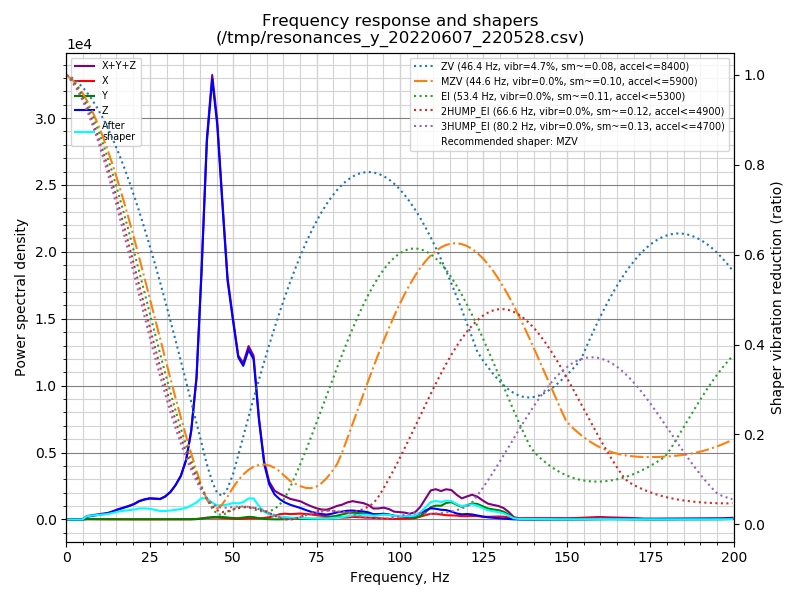 Frequency response and shapers
(/tmp/resonances_y_20220607_220528.csv)
1e4
X+Y+Z
X
Y
Z
After
shaper
ZV (46.4 Hz, vibr=4.7%, sm~=0.08, accel<=8400)
MZV (44.6 Hz, vibr=0.0%, sm~=0.10, accel<=5900)
EI (53.4 Hz, vibr=0.0%, sm~=0.11, accel<=5300)
2HUMP_EI (66.6 Hz, vibr=0.0%, sm~=0.12, accel<=4900)
3HUMP_EI (80.2 Hz, vibr=0.0%, sm~=0.13, accel<=4700)
Recommended shaper: MZV
Power spectral density
3.0
2.5
2.0
1.5
1.0
0.5
0.0
1.0
0.8
0.6
0.4
0.2
0.0
Shaper vibration reduction (ratio)
0 25 50 75 100 125 150 175 200
Frequency, Hz